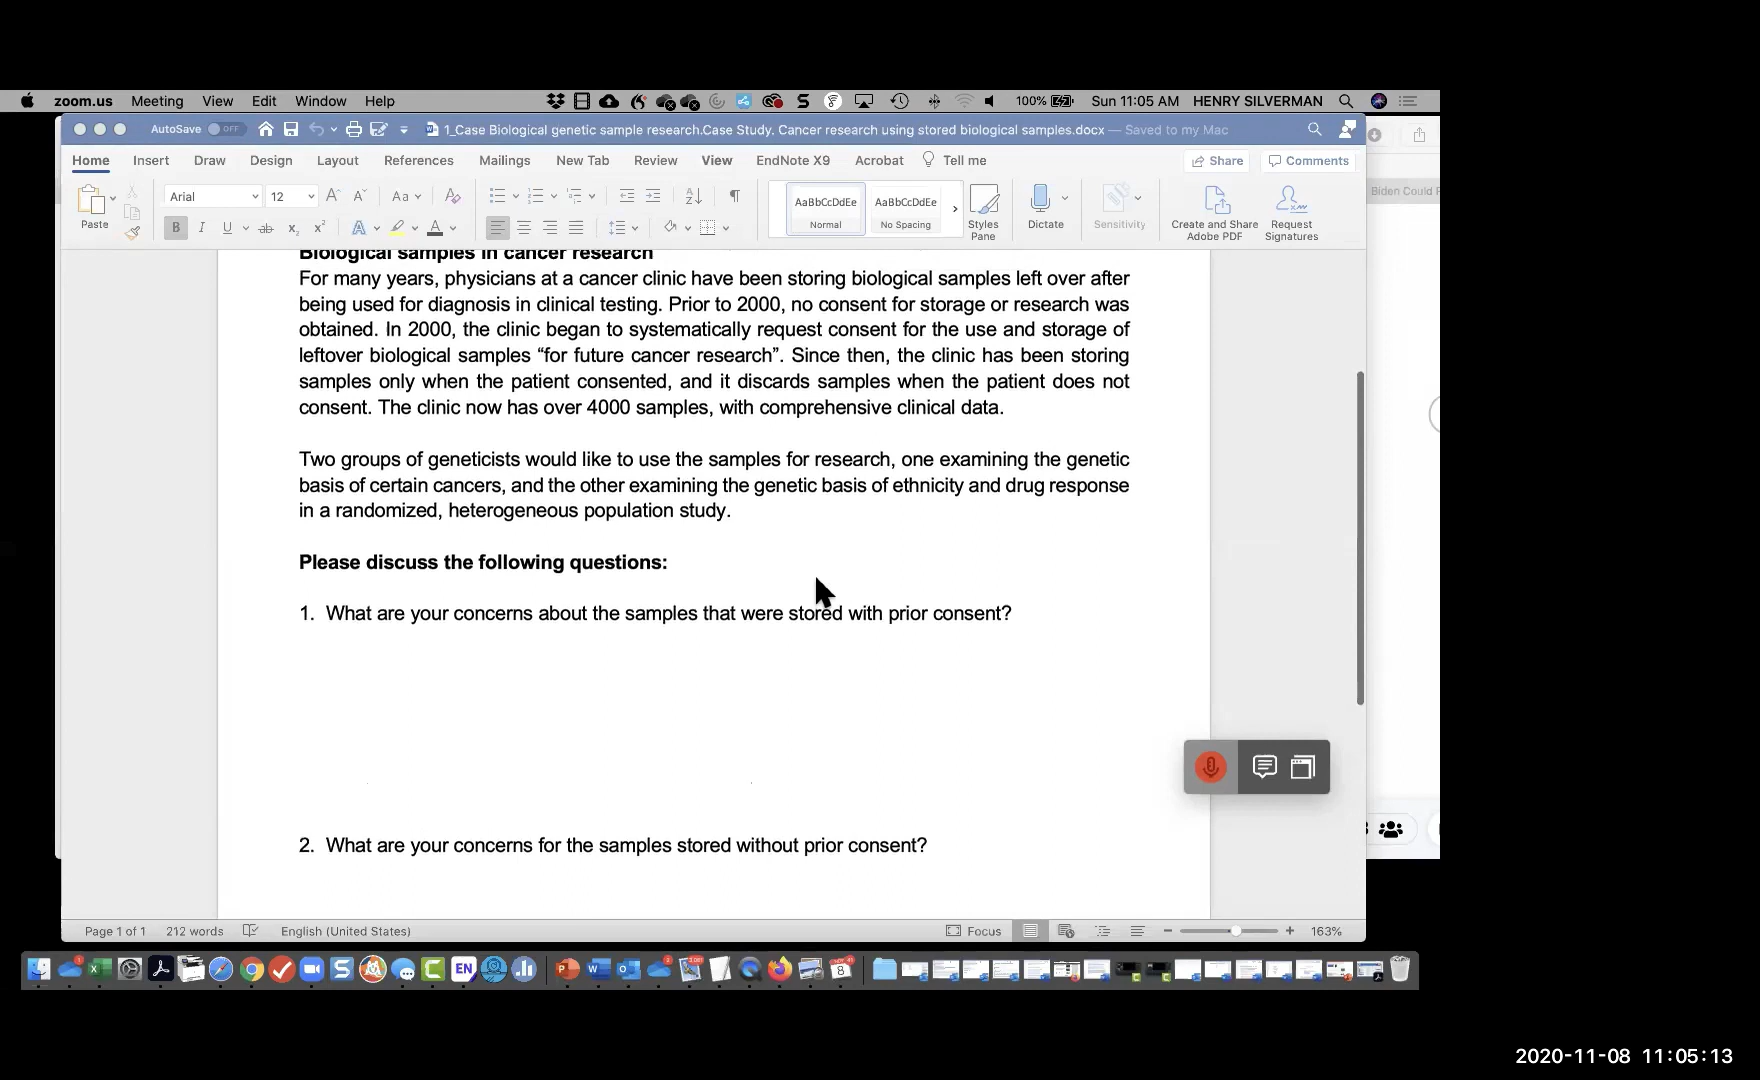 zoom.us Meeting View Edit Window Help 100% Sun 11:05 AM HENRY SILVERMAN
AutoSave OFF 1_Case Biological genetic sample research.Case Study. Cancer research using stored biological samples.docx — Saved to my Mac
Home Insert Draw Design Layout References Mailings New Tab Review View EndNote X9 Acrobat Tell me Share Comments
Biden Could
Paste Arial 12 Aa AaBbCcDdEe AaBbCcDdEe
B I U ab x₂ x² A A Normal No Spacing Styles Pane Dictate Sensitivity Create and Share Adobe PDF Request Signatures
Biological samples in cancer research
For many years, physicians at a cancer clinic have been storing biological samples left over after
being used for diagnosis in clinical testing. Prior to 2000, no consent for storage or research was
obtained. In 2000, the clinic began to systematically request consent for the use and storage of
leftover biological samples “for future cancer research”. Since then, the clinic has been storing
samples only when the patient consented, and it discards samples when the patient does not
consent. The clinic now has over 4000 samples, with comprehensive clinical data.
Two groups of geneticists would like to use the samples for research, one examining the genetic
basis of certain cancers, and the other examining the genetic basis of ethnicity and drug response
in a randomized, heterogeneous population study.
Please discuss the following questions:
1. What are your concerns about the samples that were stored with prior consent?
2. What are your concerns for the samples stored without prior consent?
Page 1 of 1 212 words English (United States) Focus 163%
EN 8
2020-11-08 11:05:13